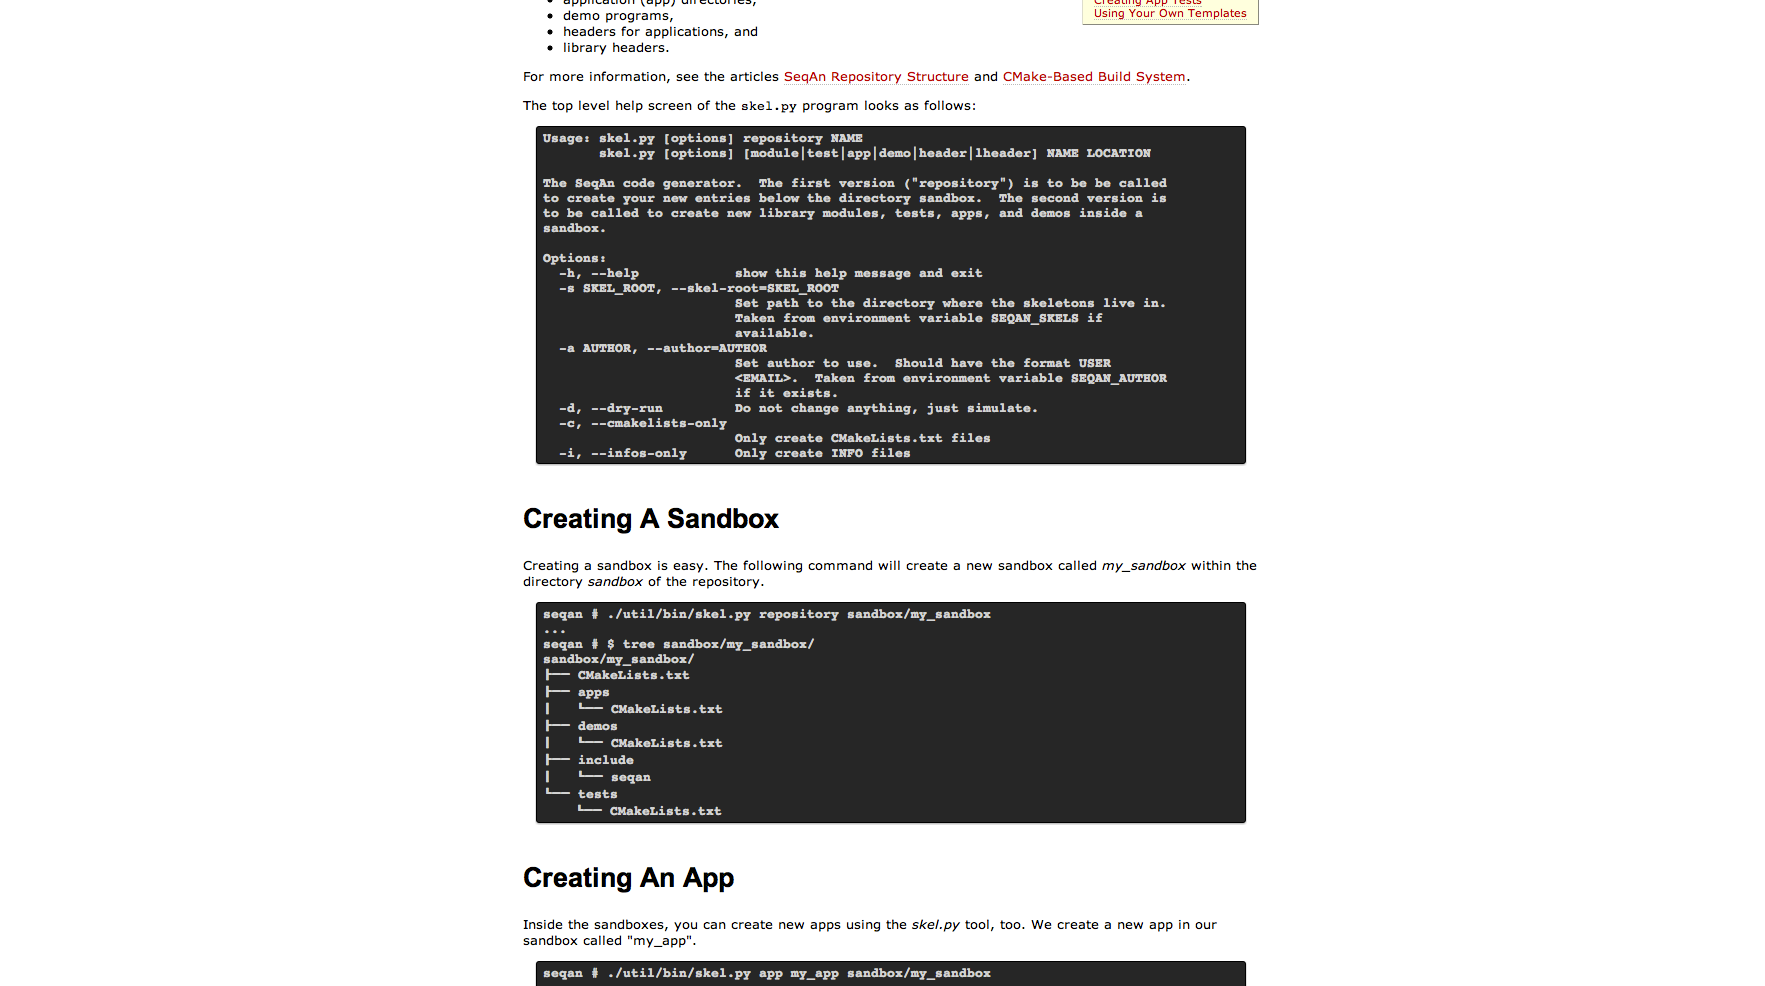 application (app) directories,
• demo programs,
• headers for applications, and
• library headers.
Creating App Tests
Using Your Own Templates
For more information, see the articles SeqAn Repository Structure and CMake-Based Build System.
The top level help screen of the skel.py program looks as follows:
Usage: skel.py [options] repository NAME
skel.py [options] [module|test|app|demo|header|lheader] NAME LOCATION
The SeqAn code generator.  The first version ("repository") is to be be called
to create your new entries below the directory sandbox.  The second version is
to be called to create new library modules, tests, apps, and demos inside a
sandbox.
Options:
-h, --help            show this help message and exit
-s SKEL_ROOT, --skel-root=SKEL_ROOT
Set path to the directory where the skeletons live in.
Taken from environment variable SEQAN_SKELS if
available.
-a AUTHOR, --author=AUTHOR
Set author to use.  Should have the format USER
<EMAIL>.  Taken from environment variable SEQAN_AUTHOR
if it exists.
-d, --dry-run         Do not change anything, just simulate.
-c, --cmakelists-only
Only create CMakeLists.txt files
-i, --infos-only      Only create INFO files
Creating A Sandbox
Creating a sandbox is easy. The following command will create a new sandbox called my_sandbox within the
directory sandbox of the repository.
seqan # ./util/bin/skel.py repository sandbox/my_sandbox
...
seqan # $ tree sandbox/my_sandbox/
sandbox/my_sandbox/
├── CMakeLists.txt
├── apps
│   └── CMakeLists.txt
├── demos
│   └── CMakeLists.txt
├── include
│   └── seqan
└── tests
    └── CMakeLists.txt
Creating An App
Inside the sandboxes, you can create new apps using the skel.py tool, too. We create a new app in our
sandbox called "my_app".
seqan # ./util/bin/skel.py app my_app sandbox/my_sandbox